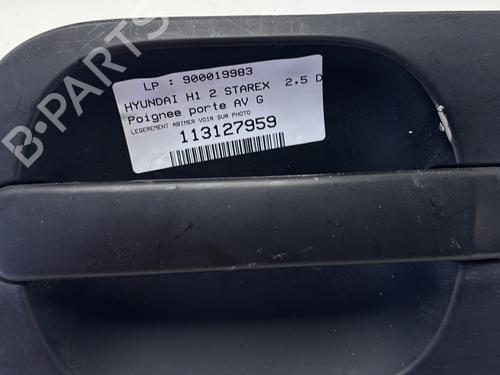 LP : 900019983
HYUNDAI H1 2 STAREX 2,5 D
Poignee porte AV G
LEGEREMENT ABIMER VOIR SUR PHOTO
113127959
B-PARTS